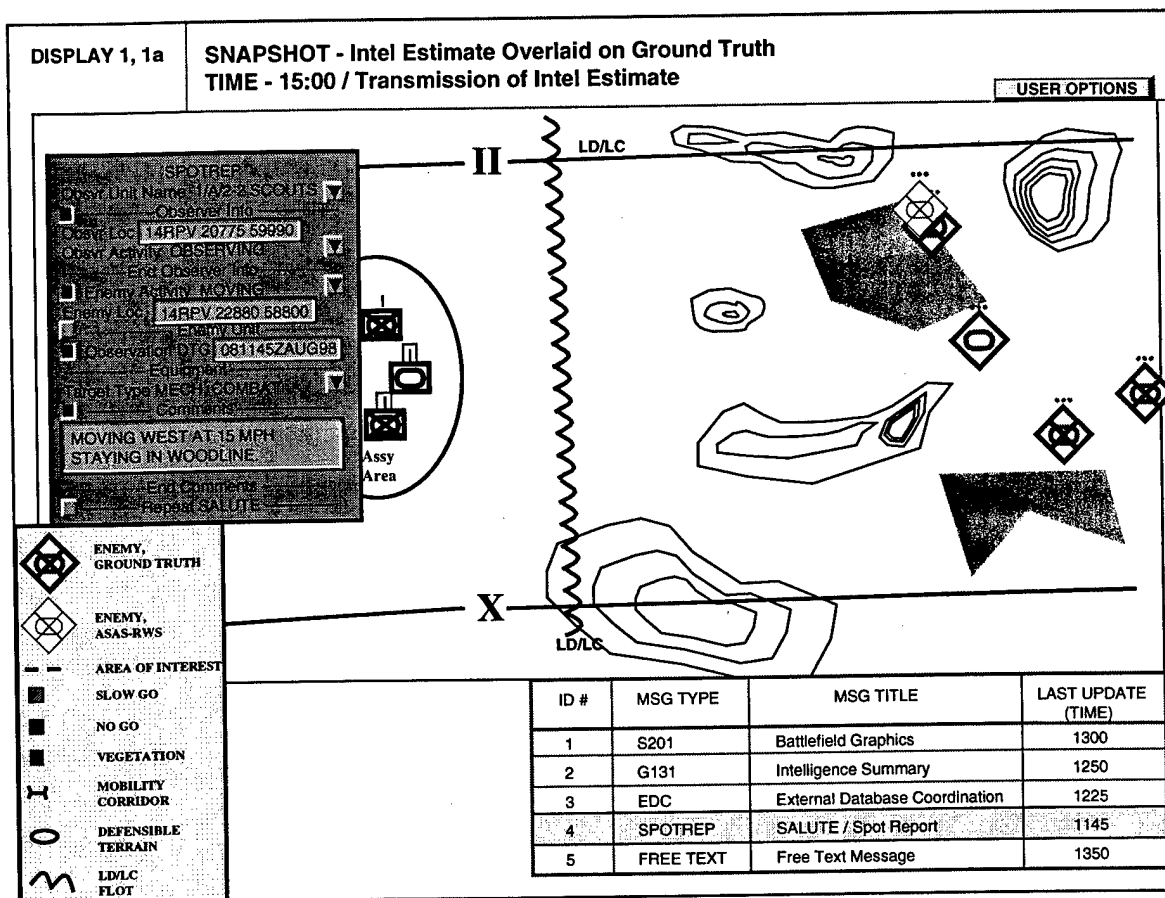 DISPLAY 1, 1a
SNAPSHOT - Intel Estimate Overlaid on Ground Truth
TIME - 15:00 / Transmission of Intel Estimate
USER OPTIONS
LD/LC
II
SPOTREP
Obsvr Unit Name 1/A/2-2 SCOUTS
Observer Info
Obsvr Loc 14RPV 20775 59990
Obsvr Activity OBSERVING
End Observer Info
Enemy Activity MOVING
Enemy Loc 14RPV 22880 58800
Enemy Unit
Observation DTG 081145ZAUG98
Equipment
Target Type MECH COMBAT
Comments
MOVING WEST AT 15 MPH
STAYING IN WOODLINE.
End Comments
Repeat SALUTE
Assy
Area
X
LD/LC
ENEMY,
GROUND TRUTH
ENEMY,
ASAS-RWS
AREA OF INTEREST
SLOW GO
NO GO
VEGETATION
MOBILITY
CORRIDOR
DEFENSIBLE
TERRAIN
LD/LC
FLOT
ID # MSG TYPE MSG TITLE LAST UPDATE
(TIME)
1 S201 Battlefield Graphics 1300
2 G131 Intelligence Summary 1250
3 EDC External Database Coordination 1225
4 SPOTREP SALUTE / Spot Report 1145
5 FREE TEXT Free Text Message 1350